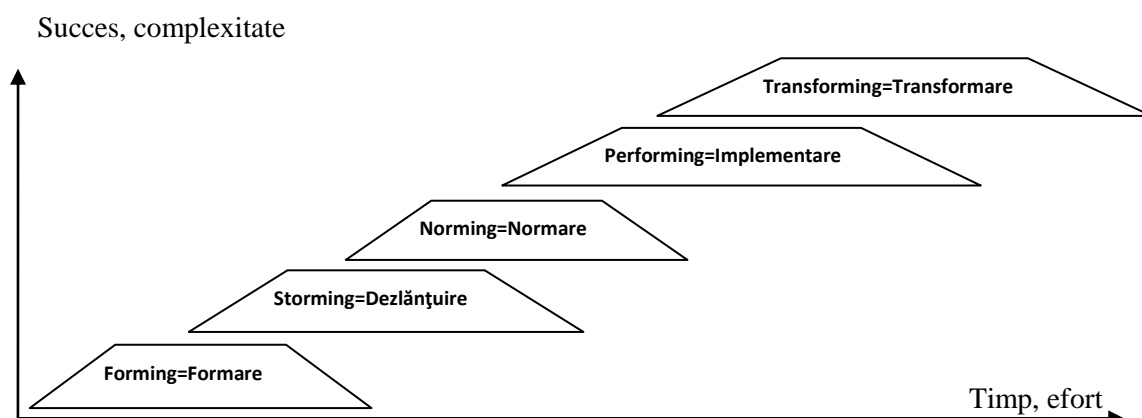 Succes, complexitate
Transforming=Transformare
Performing=Implementare
Norming=Normare
Storming=Dezlănţuire
Forming=Formare
Timp, efort